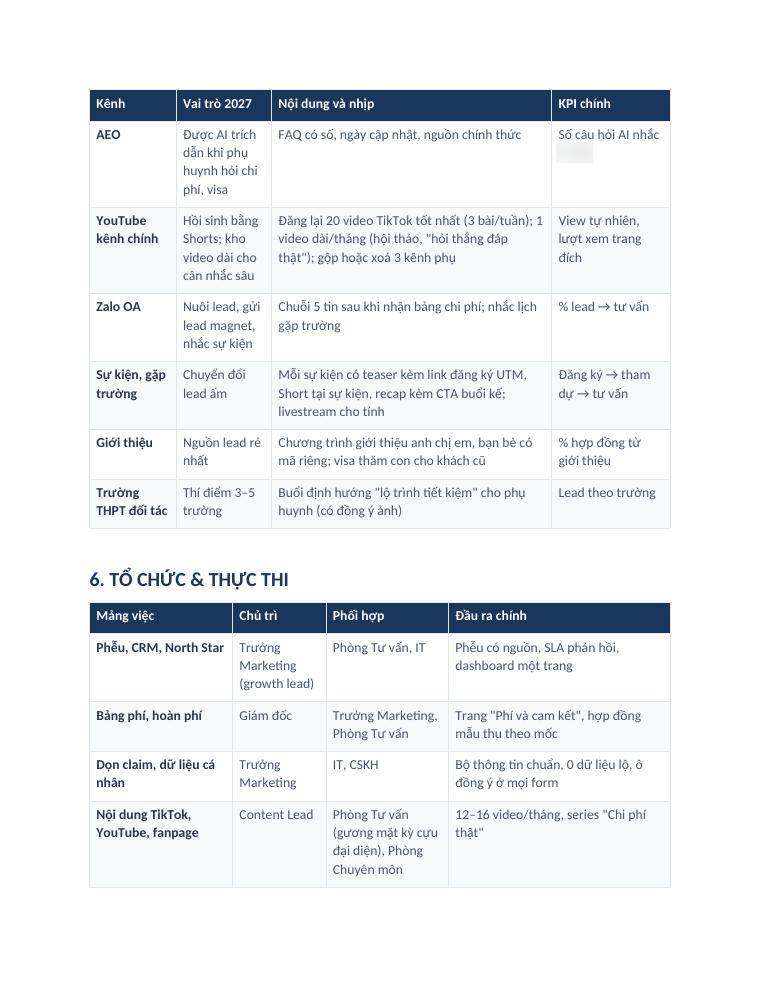 Kênh
Vai trò 2027
Nội dung và nhịp
KPI chính
AEO
Được AI trích
dẫn khi phụ
huynh hỏi chi
phí, visa
FAQ có số, ngày cập nhật, nguồn chính thức
Số câu hỏi AI nhắc
YouTube
kênh chính
Hồi sinh bằng
Shorts; kho
video dài cho
cân nhắc sâu
Đăng lại 20 video TikTok tốt nhất (3 bài/tuần); 1
video dài/tháng (hội thảo, "hỏi thẳng đáp
thật"); gộp hoặc xoá 3 kênh phụ
View tự nhiên,
lượt xem trang
đích
Zalo OA
Nuôi lead, gửi
lead magnet,
nhắc sự kiện
Chuỗi 5 tin sau khi nhận bảng chi phí; nhắc lịch
gặp trường
% lead → tư vấn
Sự kiện, gặp
trường
Chuyển đổi
lead ấm
Mỗi sự kiện có teaser kèm link đăng ký UTM,
Short tại sự kiện, recap kèm CTA buổi kế;
livestream cho tỉnh
Đăng ký → tham
dự → tư vấn
Giới thiệu
Nguồn lead rẻ
nhất
Chương trình giới thiệu anh chị em, bạn bè có
mã riêng; visa thăm con cho khách cũ
% hợp đồng từ
giới thiệu
Trường
THPT đối tác
Thí điểm 3–5
trường
Buổi định hướng "lộ trình tiết kiệm" cho phụ
huynh (có đồng ý ảnh)
Lead theo trường
6. TỔ CHỨC & THỰC THI
Mảng việc
Chủ trì
Phối hợp
Đầu ra chính
Phễu, CRM, North Star
Trưởng
Marketing
(growth lead)
Phòng Tư vấn, IT
Phễu có nguồn, SLA phản hồi,
dashboard một trang
Bảng phí, hoàn phí
Giám đốc
Trưởng Marketing,
Phòng Tư vấn
Trang "Phí và cam kết", hợp đồng
mẫu thu theo mốc
Dọn claim, dữ liệu cá
nhân
Trưởng
Marketing
IT, CSKH
Bộ thông tin chuẩn, 0 dữ liệu lộ, ô
đồng ý ở mọi form
Nội dung TikTok,
YouTube, fanpage
Content Lead
Phòng Tư vấn
(gương mặt kỳ cựu
đại diện), Phòng
Chuyên môn
12–16 video/tháng, series "Chi phí
thật"